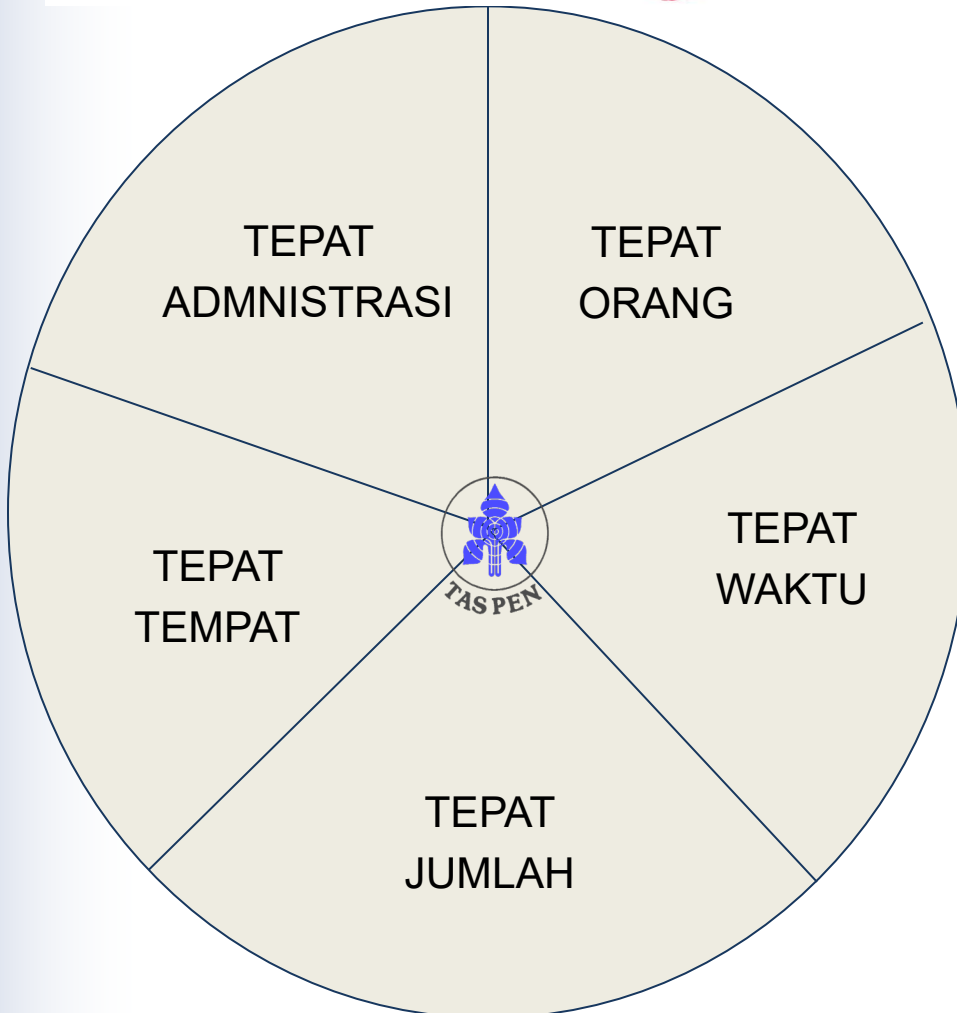 TEPAT
ADMNISTRASI
TEPAT
ORANG
TEPAT
WAKTU
TEPAT
TEMPAT
TASPEN
TEPAT
JUMLAH